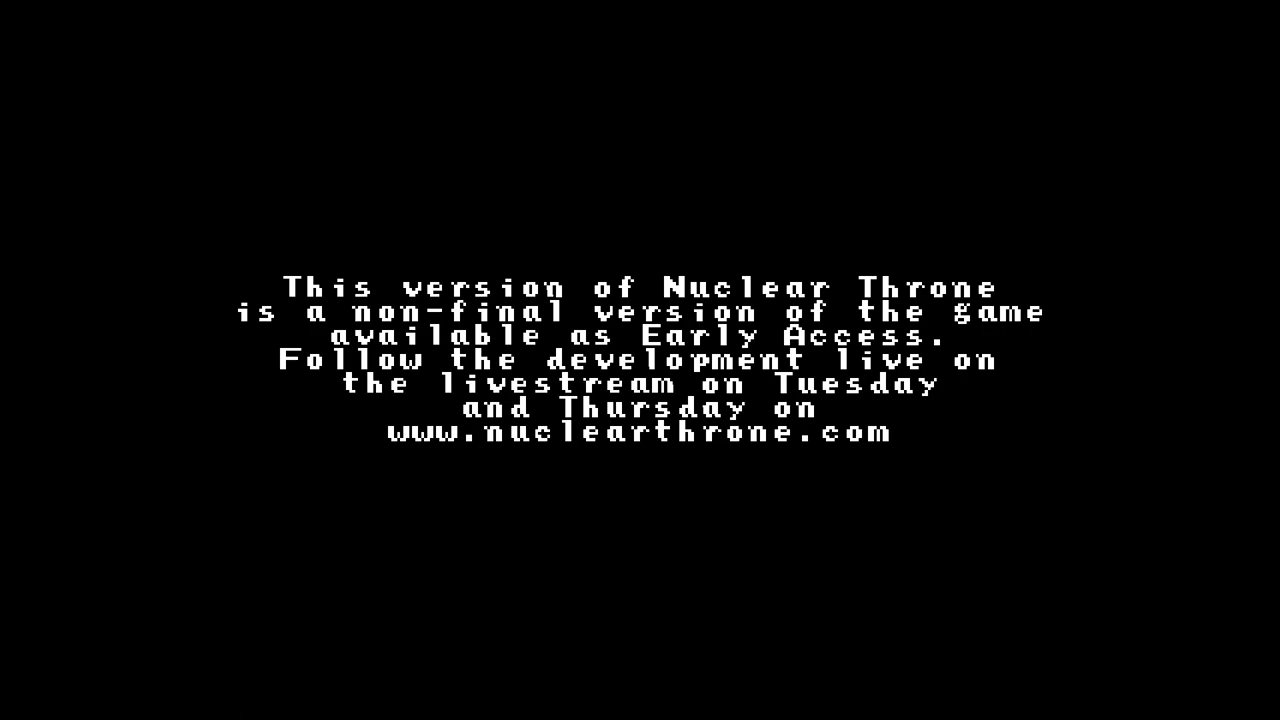 This version of Nuclear Throne
is a non-final version of the game
available as Early Access.
Follow the development live on
the livestream on Tuesday
and Thursday on
www.nuclearthrone.com